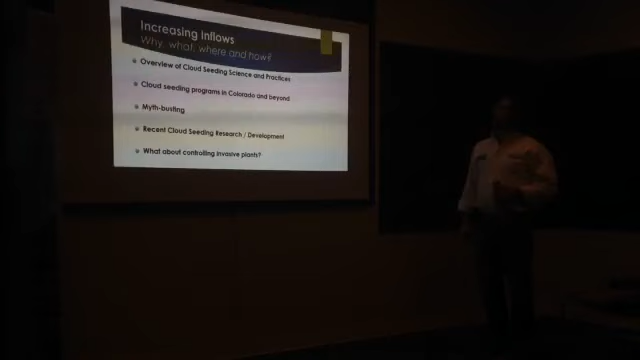 Increasing Inflows
Why, what, where and how?
Overview of Cloud Seeding Science and Practices
Cloud seeding programs in Colorado and beyond
Myth-busting
Recent Cloud Seeding Research / Development
What about controlling invasive plants?